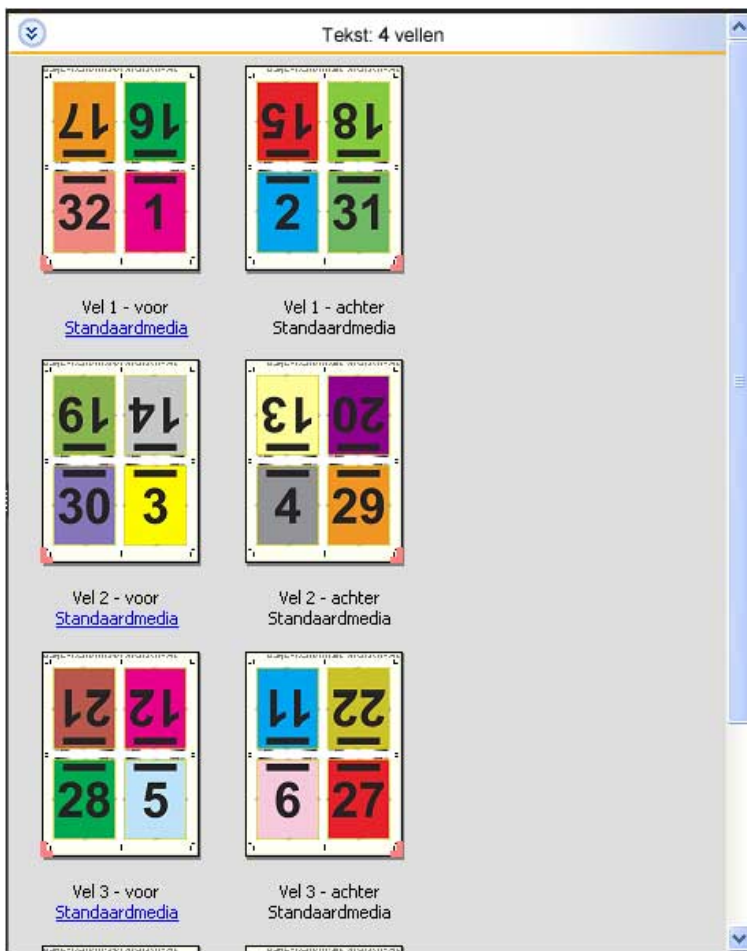 Tekst: 4 vellen
17 16 15 18
32 1 2 31
Vel 1 - voor Vel 1 - achter
Standaardmedia Standaardmedia
19 14 13 20
30 3 4 29
Vel 2 - voor Vel 2 - achter
Standaardmedia Standaardmedia
21 12 11 22
28 5 6 27
Vel 3 - voor Vel 3 - achter
Standaardmedia Standaardmedia